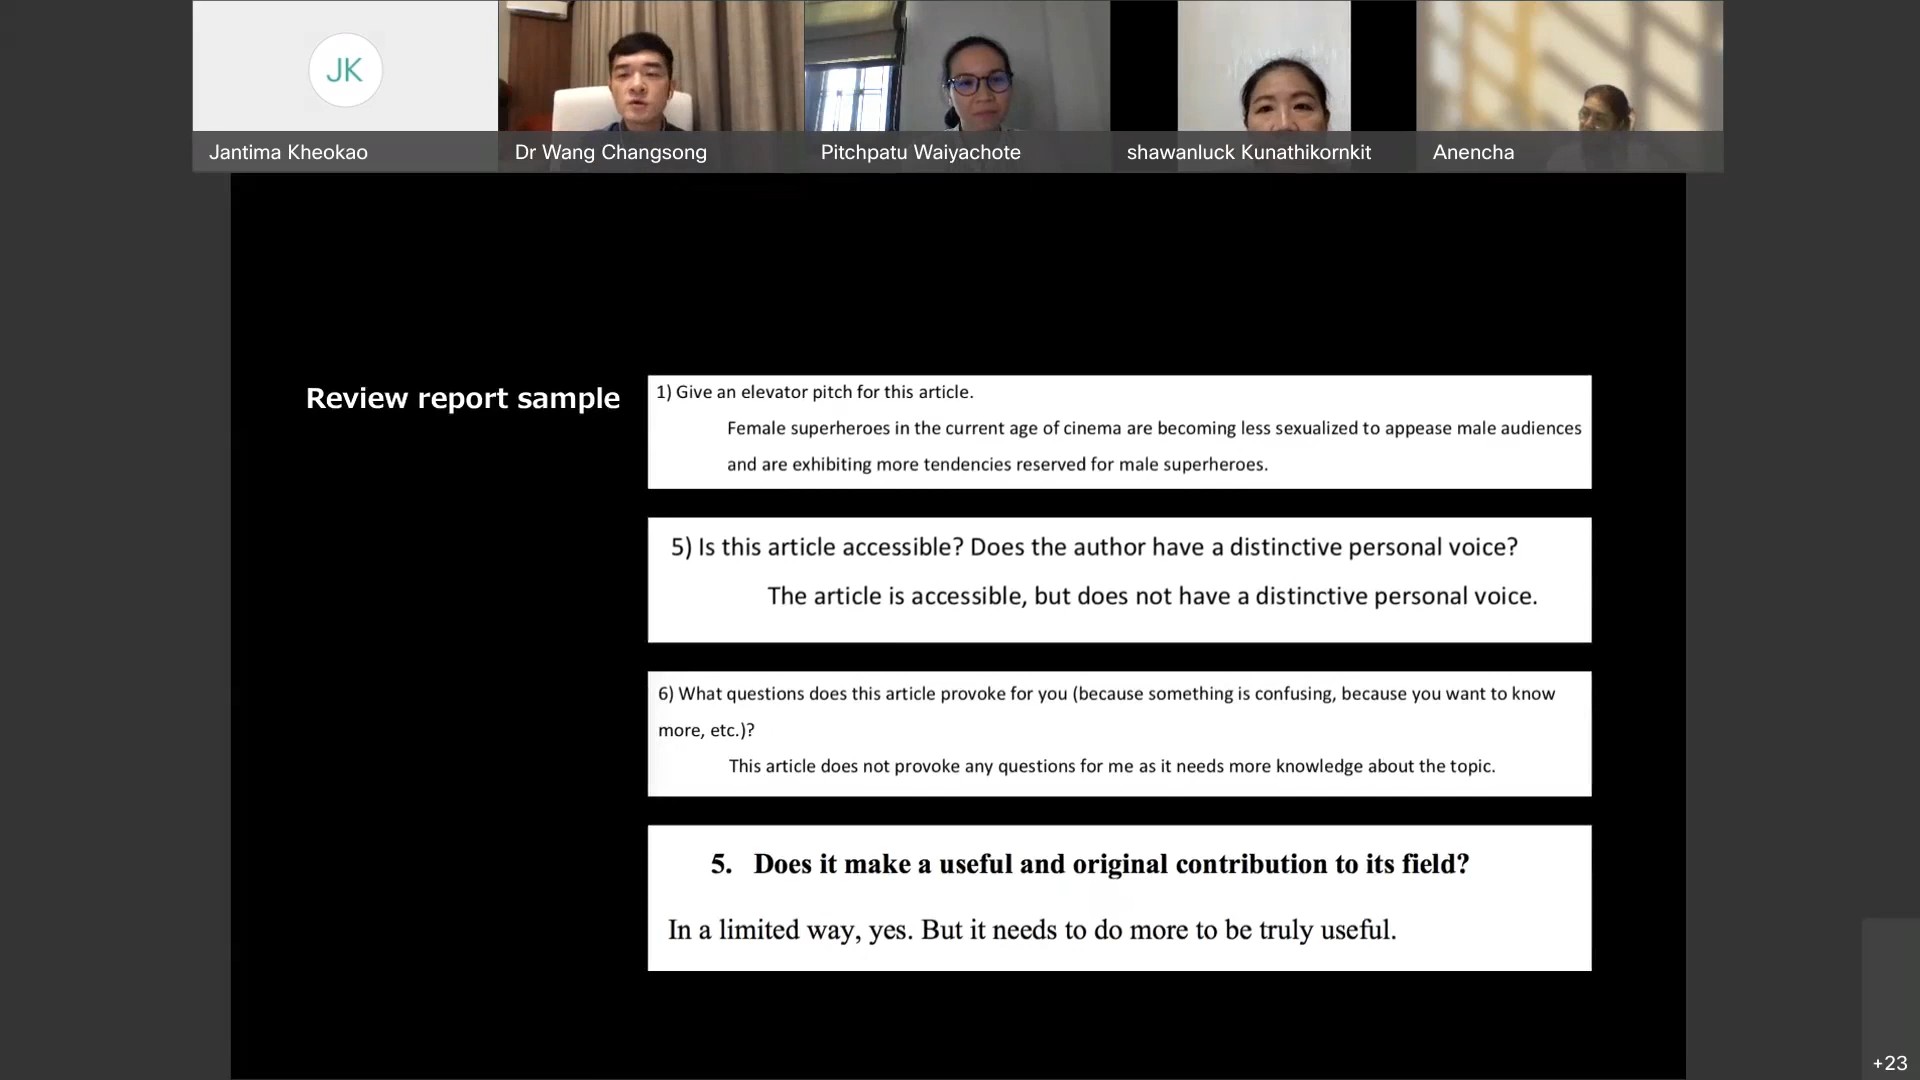 JK
Jantima Kheokao
Dr Wang Changsong
Pitchpatu Waiyachote
shawanluck Kunathikornkit
Anencha
Review report sample
1) Give an elevator pitch for this article.
Female superheroes in the current age of cinema are becoming less sexualized to appease male audiences
and are exhibiting more tendencies reserved for male superheroes.
5) Is this article accessible? Does the author have a distinctive personal voice?
The article is accessible, but does not have a distinctive personal voice.
6) What questions does this article provoke for you (because something is confusing, because you want to know
more, etc.)?
This article does not provoke any questions for me as it needs more knowledge about the topic.
5. Does it make a useful and original contribution to its field?
In a limited way, yes. But it needs to do more to be truly useful.
+23